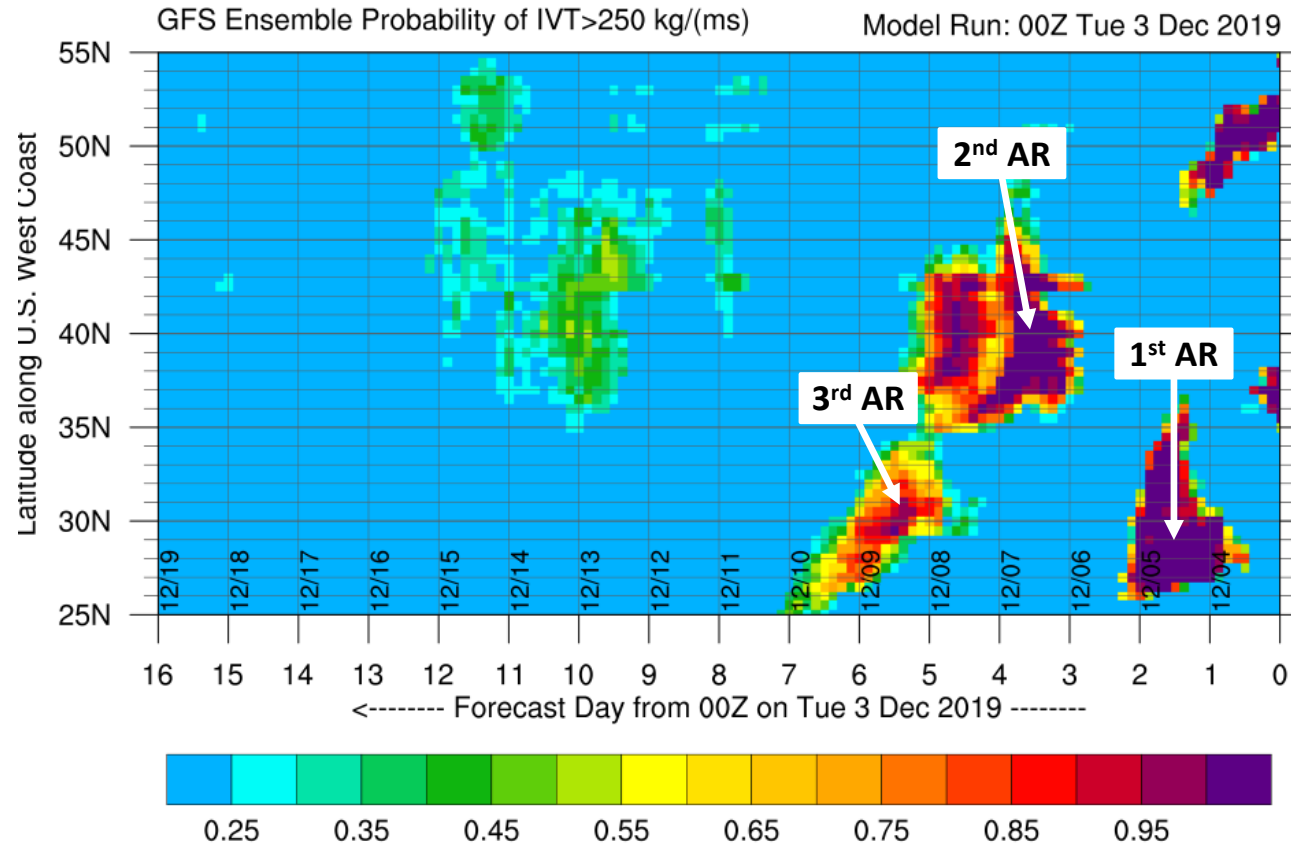 GFS Ensemble Probability of IVT>250 kg/(ms) Model Run: 00Z Tue 3 Dec 2019
Latitude along U.S. West Coast
55N
50N
45N
40N
35N
30N
25N
2nd AR
1st AR
3rd AR
12/19 12/18 12/17 12/16 12/15 12/14 12/13 12/12 12/11 12/10 12/09 12/08 12/07 12/06 12/05 12/04
16 15 14 13 12 11 10 9 8 7 6 5 4 3 2 1 0
<-------- Forecast Day from 00Z on Tue 3 Dec 2019 --------
0.25 0.35 0.45 0.55 0.65 0.75 0.85 0.95